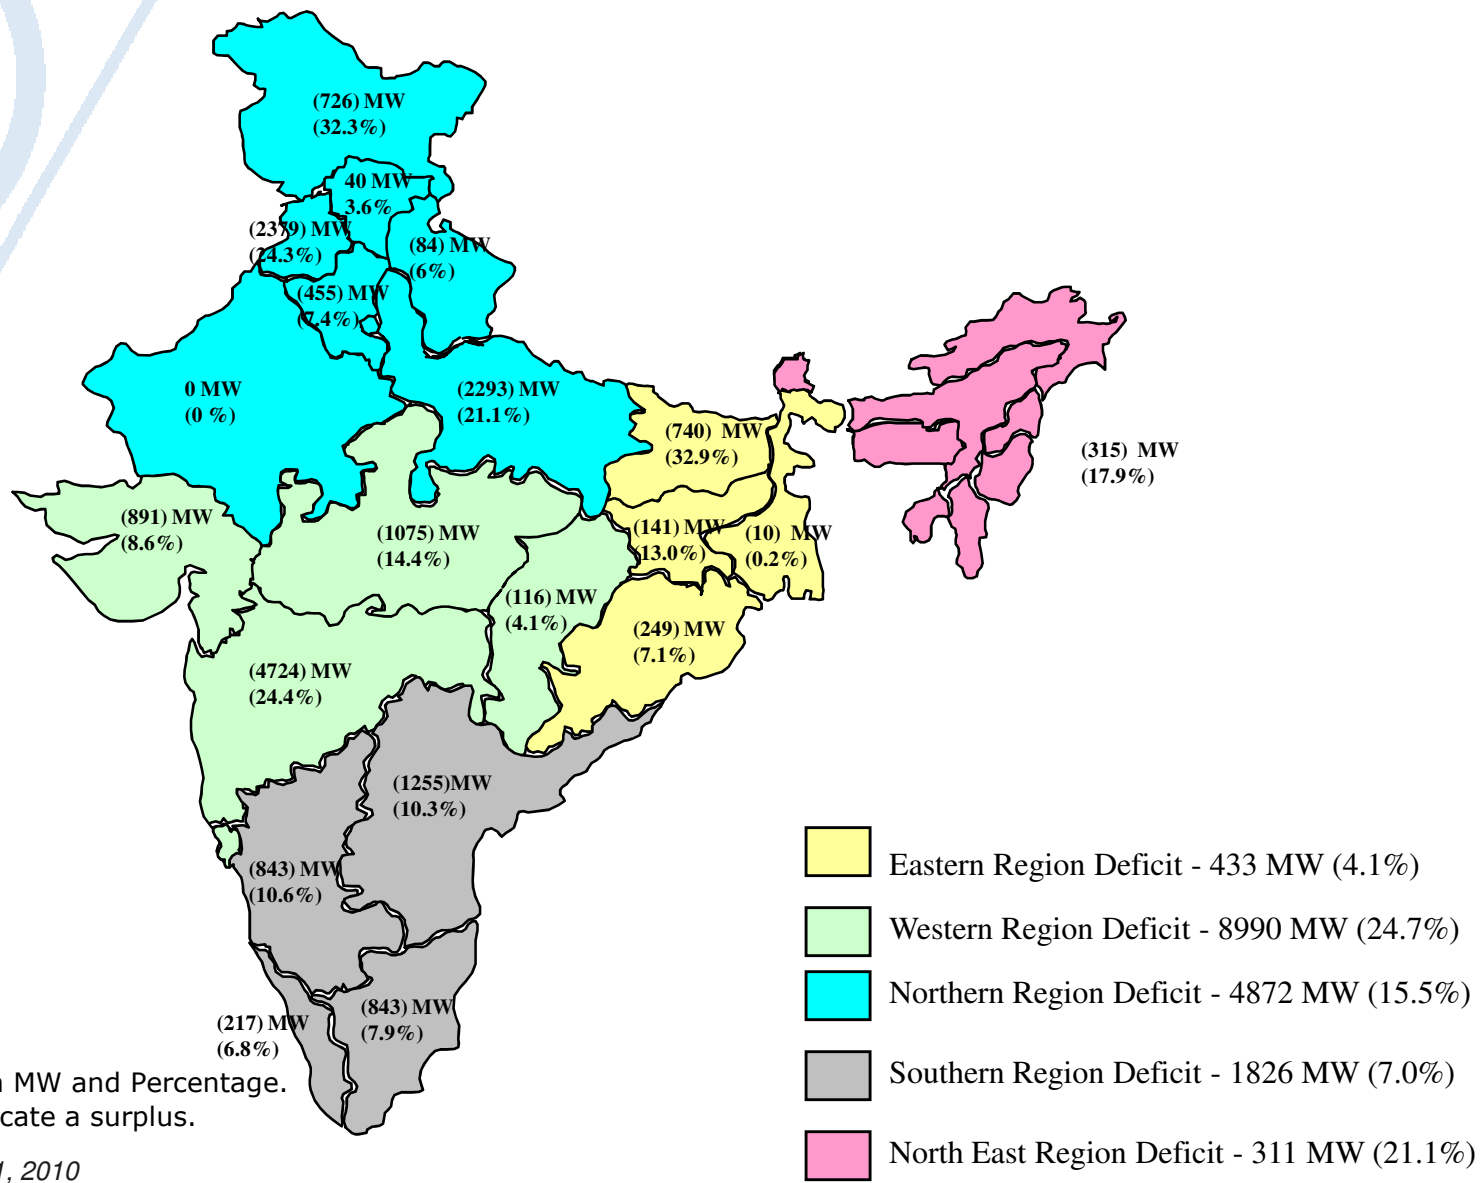 (726) MW
(32.3%)
40 MW
3.6%
(2379) MW
(24.3%)
(84) MW
(6%)
(455) MW
(7.4%)
0 MW
(0 %)
(2293) MW
(21.1%)
(740) MW
(32.9%)
(315) MW
(17.9%)
(891) MW
(8.6%)
(1075) MW
(14.4%)
(141) MW
(13.0%)
(10) MW
(0.2%)
(116) MW
(4.1%)
(249) MW
(7.1%)
(4724) MW
(24.4%)
(1255)MW
(10.3%)
(843) MW
(10.6%)
(843) MW
(7.9%)
(217) MW
(6.8%)
Eastern Region Deficit - 433 MW (4.1%)
Western Region Deficit - 8990 MW (24.7%)
Northern Region Deficit - 4872 MW (15.5%)
Southern Region Deficit - 1826 MW (7.0%)
North East Region Deficit - 311 MW (21.1%)
MW and Percentage.
cate a surplus.
, 2010